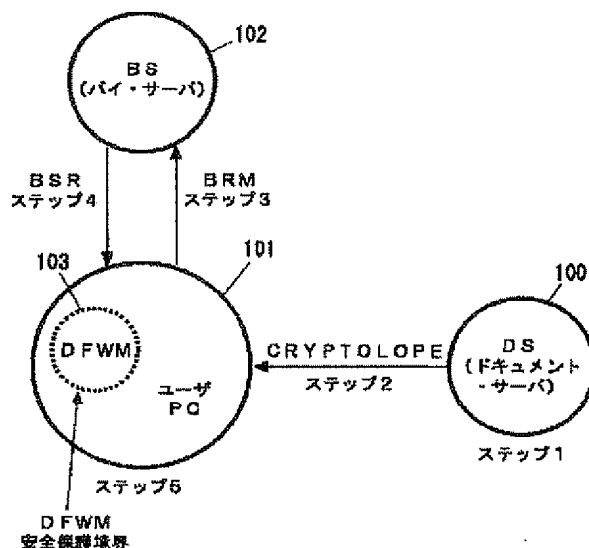 102
BS
(バイ・サーバ)
BSR
ステップ4
BRM
ステップ3
103
101
100
DFWM
ユーザ
PC
CRYPTOLOPE
ステップ2
DS
(ドキュメント
・サーバ)
ステップ1
ステップ5
DFWM
安全保護境界